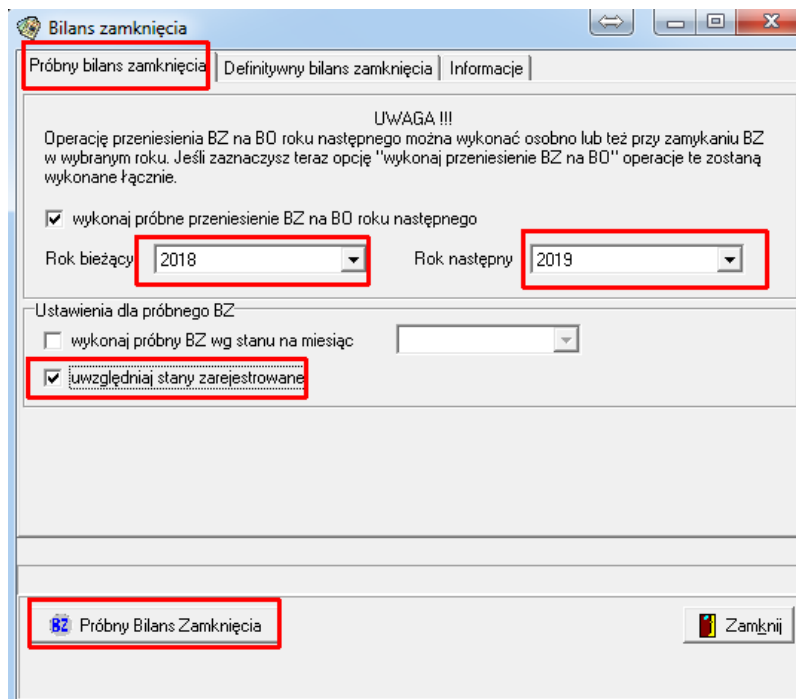 Bilans zamknięcia
Próbny bilans zamknięcia Definitywny bilans zamknięcia Informacje
UWAGA !!!
Operację przeniesienia BZ na BO roku następnego można wykonać osobno lub też przy zamykaniu BZ
w wybranym roku. Jeśli zaznaczysz teraz opcję "wykonaj przeniesienie BZ na BO" operacje te zostaną
wykonane łącznie.
wykonaj próbne przeniesienie BZ na BO roku następnego
Rok bieżący 2018 Rok następny 2019
Ustawienia dla próbnego BZ
wykonaj próbny BZ wg stanu na miesiąc
uwzględniaj stany zarejestrowane
BZ Próbny Bilans Zamknięcia Zamknij